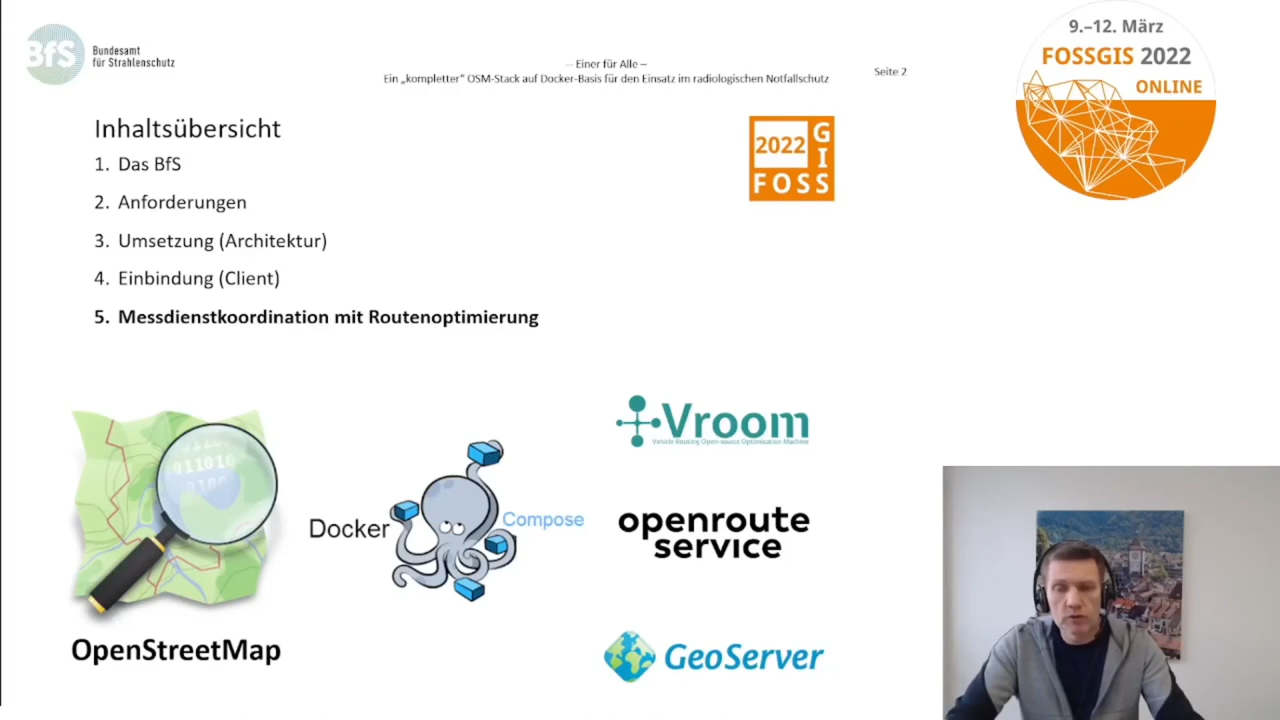 BfS
Bundesamt
für Strahlenschutz
-- Einer für Alle –
Ein „kompletter“ OSM-Stack auf Docker-Basis für den Einsatz im radiologischen Notfallschutz
Seite 2
9.–12. März
FOSSGIS 2022
ONLINE
Inhaltsübersicht
1. Das BfS
2. Anforderungen
3. Umsetzung (Architektur)
4. Einbindung (Client)
5. Messdienstkoordination mit Routenoptimierung
2022
G
I
FOSS
Vroom
Vehicle Routing Open-source Optimization Machine
Docker
Compose
openroute
service
OpenStreetMap
GeoServer